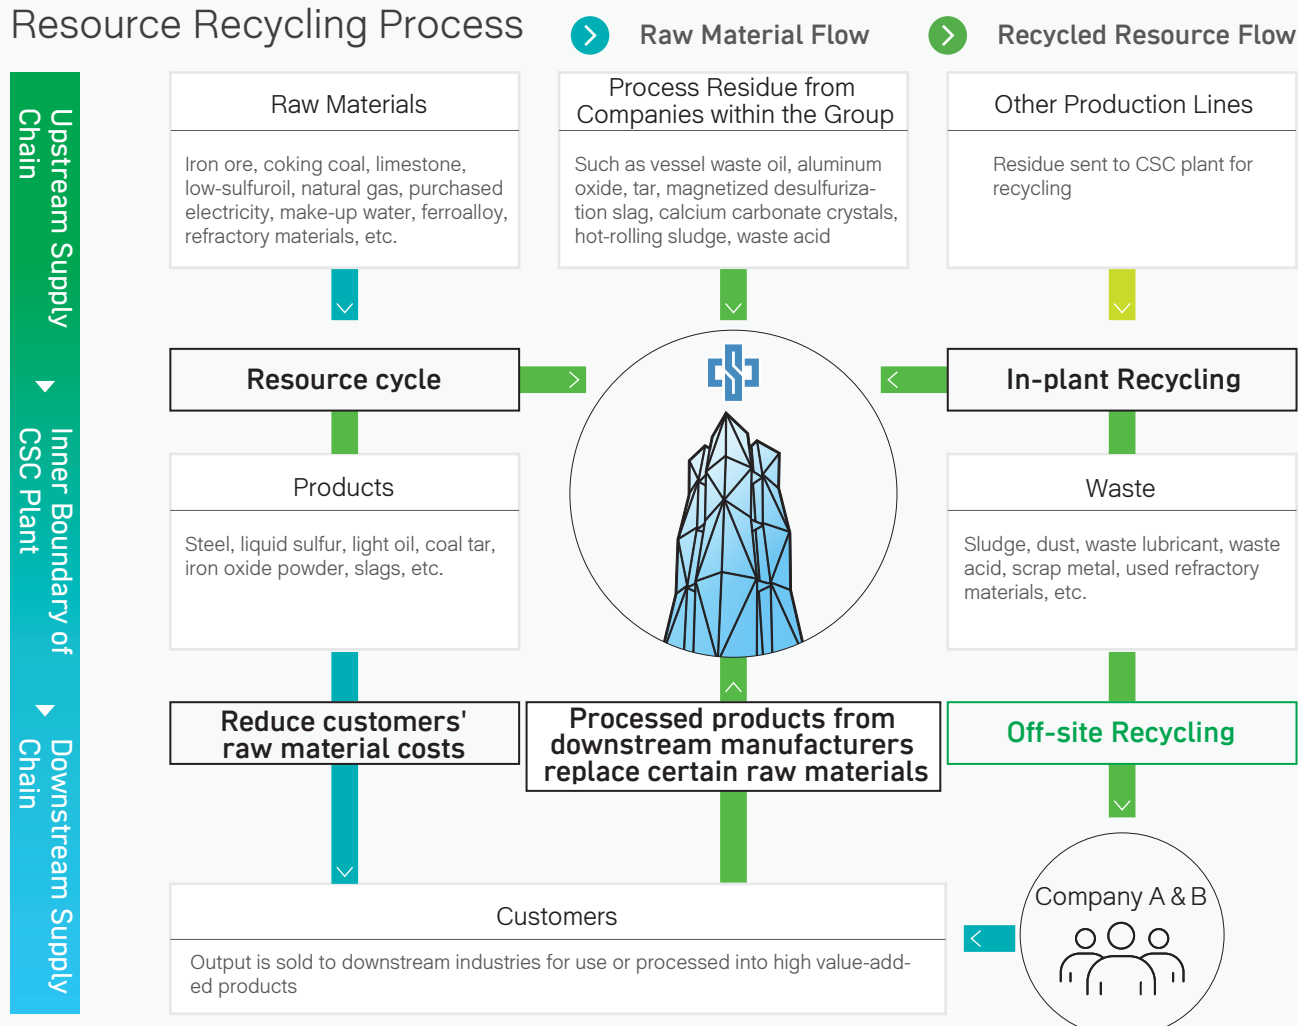 Resource Recycling Process
Raw Material Flow
Recycled Resource Flow
Upstream Supply
Chain
Inner Boundary of
CSC Plant
Downstream Supply
Chain
Raw Materials
Iron ore, coking coal, limestone,
low-sulfuroil, natural gas, purchased
electricity, make-up water, ferroalloy,
refractory materials, etc.
Process Residue from
Companies within the Group
Such as vessel waste oil, aluminum
oxide, tar, magnetized desulfuriza-
tion slag, calcium carbonate crystals,
hot-rolling sludge, waste acid
Other Production Lines
Residue sent to CSC plant for
recycling
Resource cycle
In-plant Recycling
Products
Steel, liquid sulfur, light oil, coal tar,
iron oxide powder, slags, etc.
Waste
Sludge, dust, waste lubricant, waste
acid, scrap metal, used refractory
materials, etc.
Reduce customers'
raw material costs
Processed products from
downstream manufacturers
replace certain raw materials
Off-site Recycling
Customers
Output is sold to downstream industries for use or processed into high value-add-
ed products
Company A & B